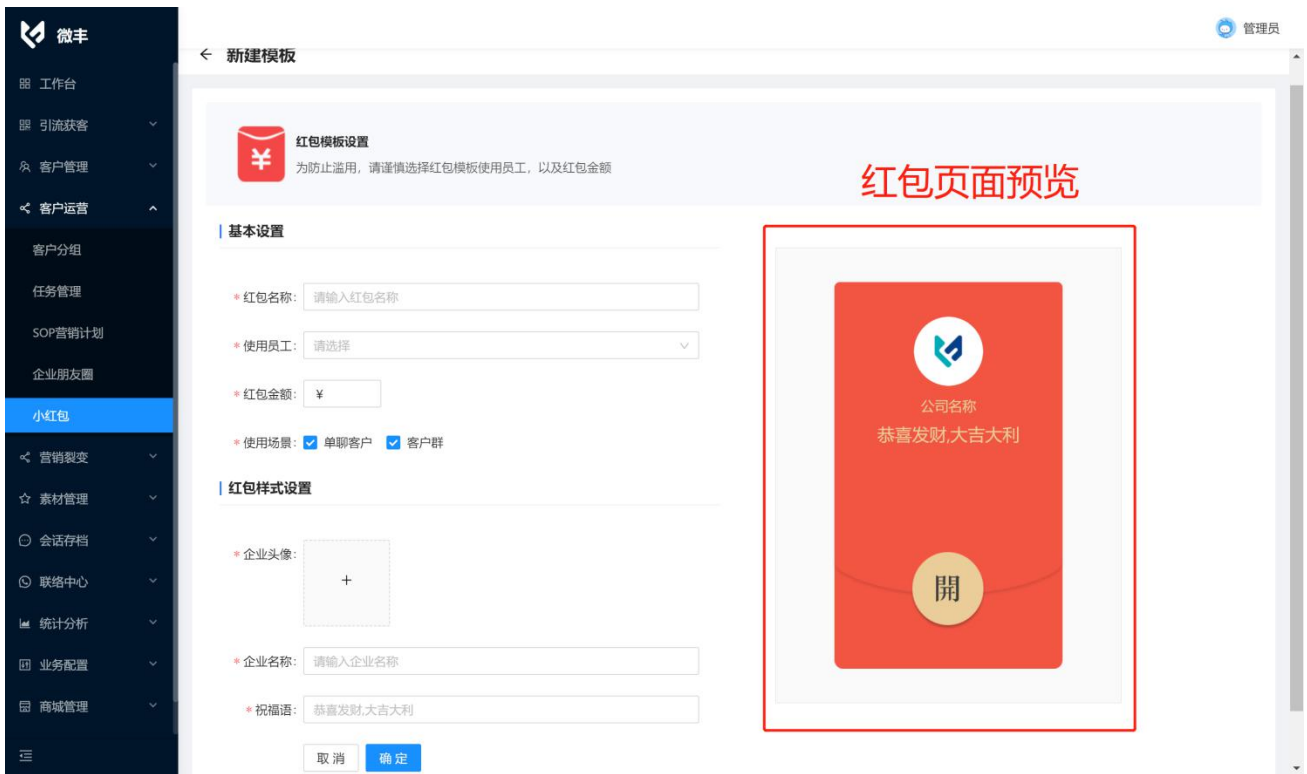 微丰
管理员
新建模板
工作台
引流获客
客户管理
客户运营
客户分组
任务管理
SOP营销计划
企业朋友圈
小红包
营销裂变
素材管理
会话存档
联络中心
统计分析
业务配置
商城管理
红包模板设置
为防止滥用，请谨慎选择红包模板使用员工，以及红包金额
红包页面预览
基本设置
* 红包名称: 请输入红包名称
* 使用员工: 请选择
* 红包金额: ¥
* 使用场景: 单聊客户 客户群
红包样式设置
* 企业头像:
+
* 企业名称: 请输入企业名称
* 祝福语: 恭喜发财,大吉大利
取消 确定
公司名称
恭喜发财,大吉大利
開